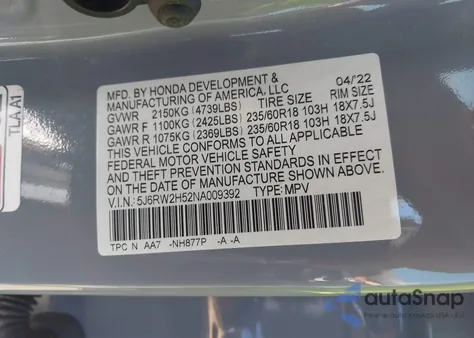 TLA A1
MFD. BY HONDA DEVELOPMENT & 04/22
MANUFACTURING OF AMERICA, LLC
GVWR 2150KG (4739LBS) TIRE SIZE RIM SIZE
GAWR F 1100KG (2425LBS) 235/60R18 103H 18X7.5J
GAWR R 1075KG (2369LBS) 235/60R18 103H 18X7.5J
THIS VEHICLE CONFORMS TO ALL APPLICABLE
FEDERAL MOTOR VEHICLE SAFETY
AND THEFT PREVENTION STANDARDS IN EFFECT
ON THE DATE OF MANUFACTURE SHOWN ABOVE.
V.I.N.: 5J6RW2H52NA009392 TYPE: MPV
TPC N AA7 -NH877P -A -A
autoSnap